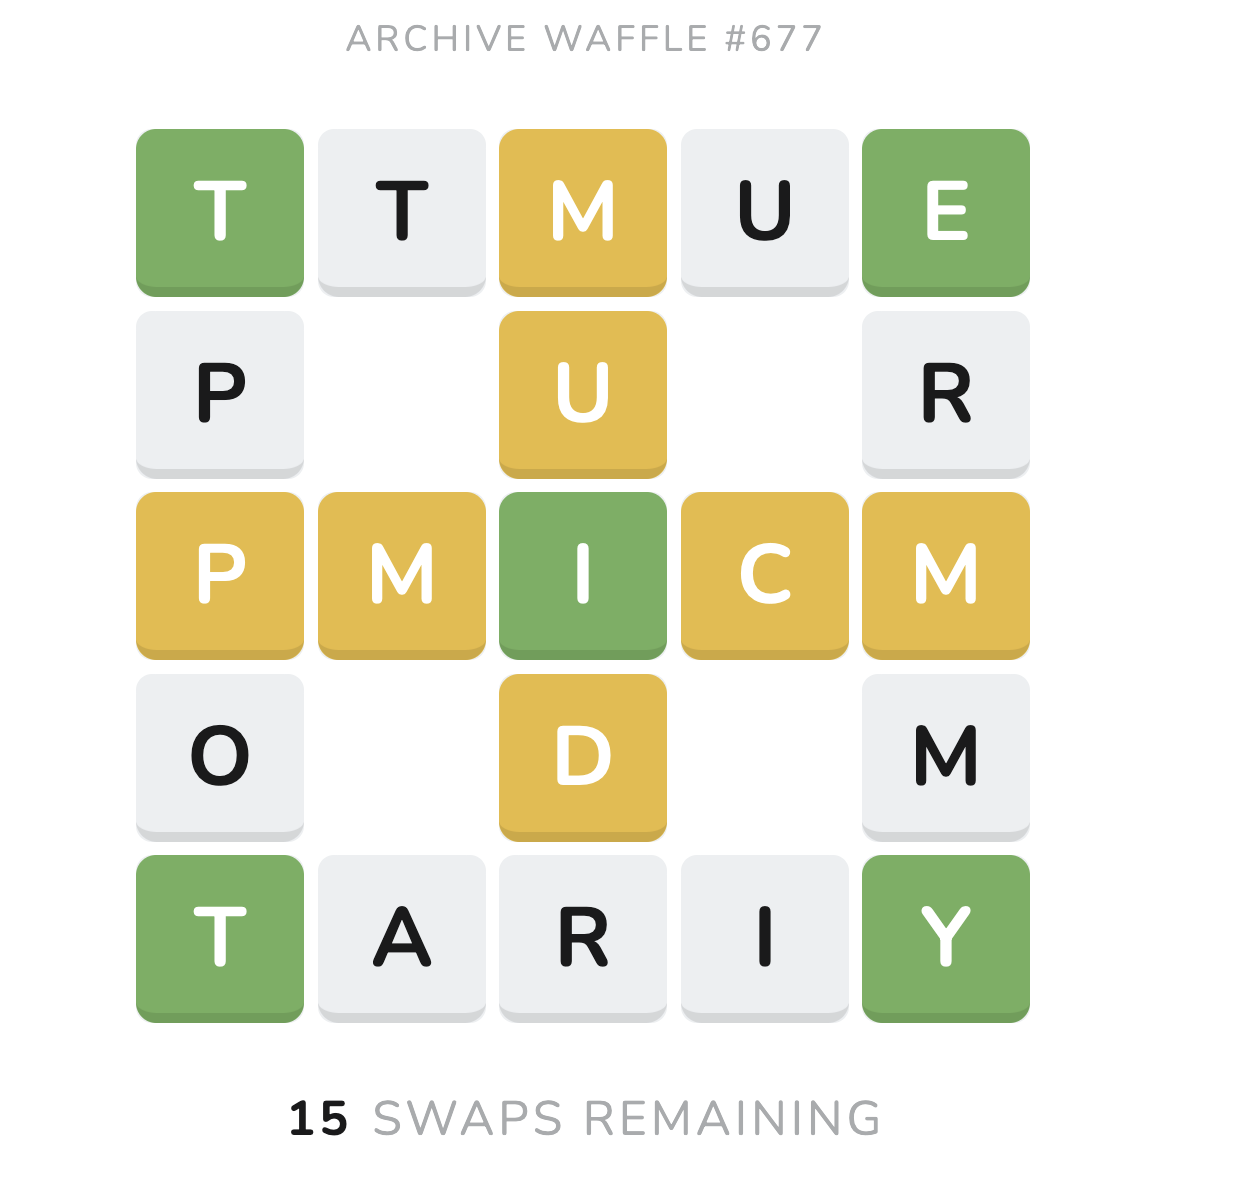 ARCHIVE WAFFLE #677
T T M U E
P U R
P M I C M
O D M
T A R I Y
15 SWAPS REMAINING